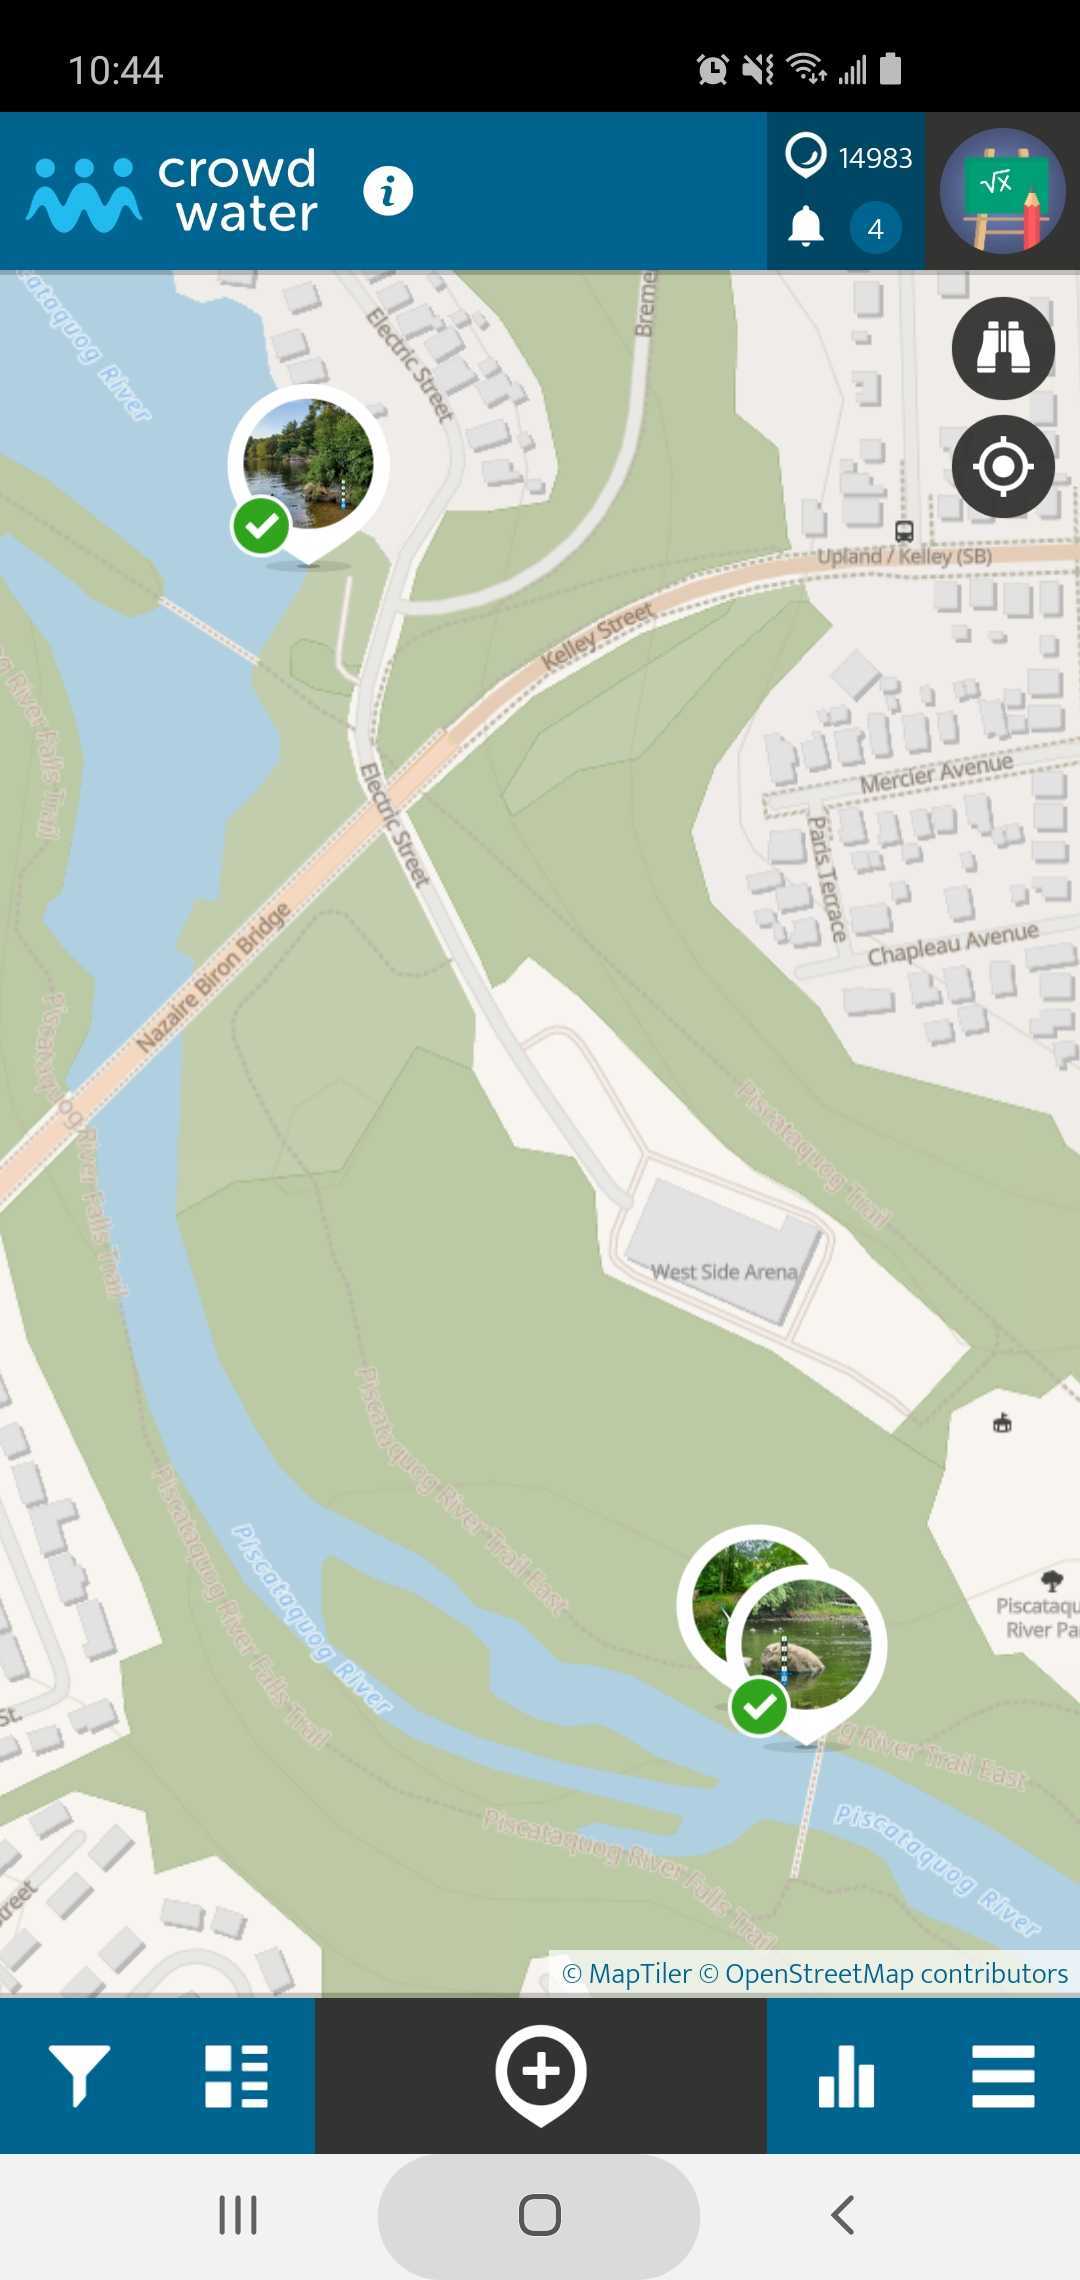 10:44
crowd
water
i
14983
4
√x
cataquog River
Electric Street
Breme
Upland / Kelley (SB)
Kelley Street
g River Falls Trail
Mercier Avenue
Electric Street
Paris Terrace
Nazaire Biron Bridge
Chapleau Avenue
Piscataquog River Falls Trail
Piscataquog Trail
West Side Arena
Piscataquog River Trail East
Piscataquog River Falls Trail
Piscataquog River
Piscataqu
River Pa
St.
g River Trail East
Piscataquog River Falls Trail
Piscataquog River
treet
© MapTiler © OpenStreetMap contributors